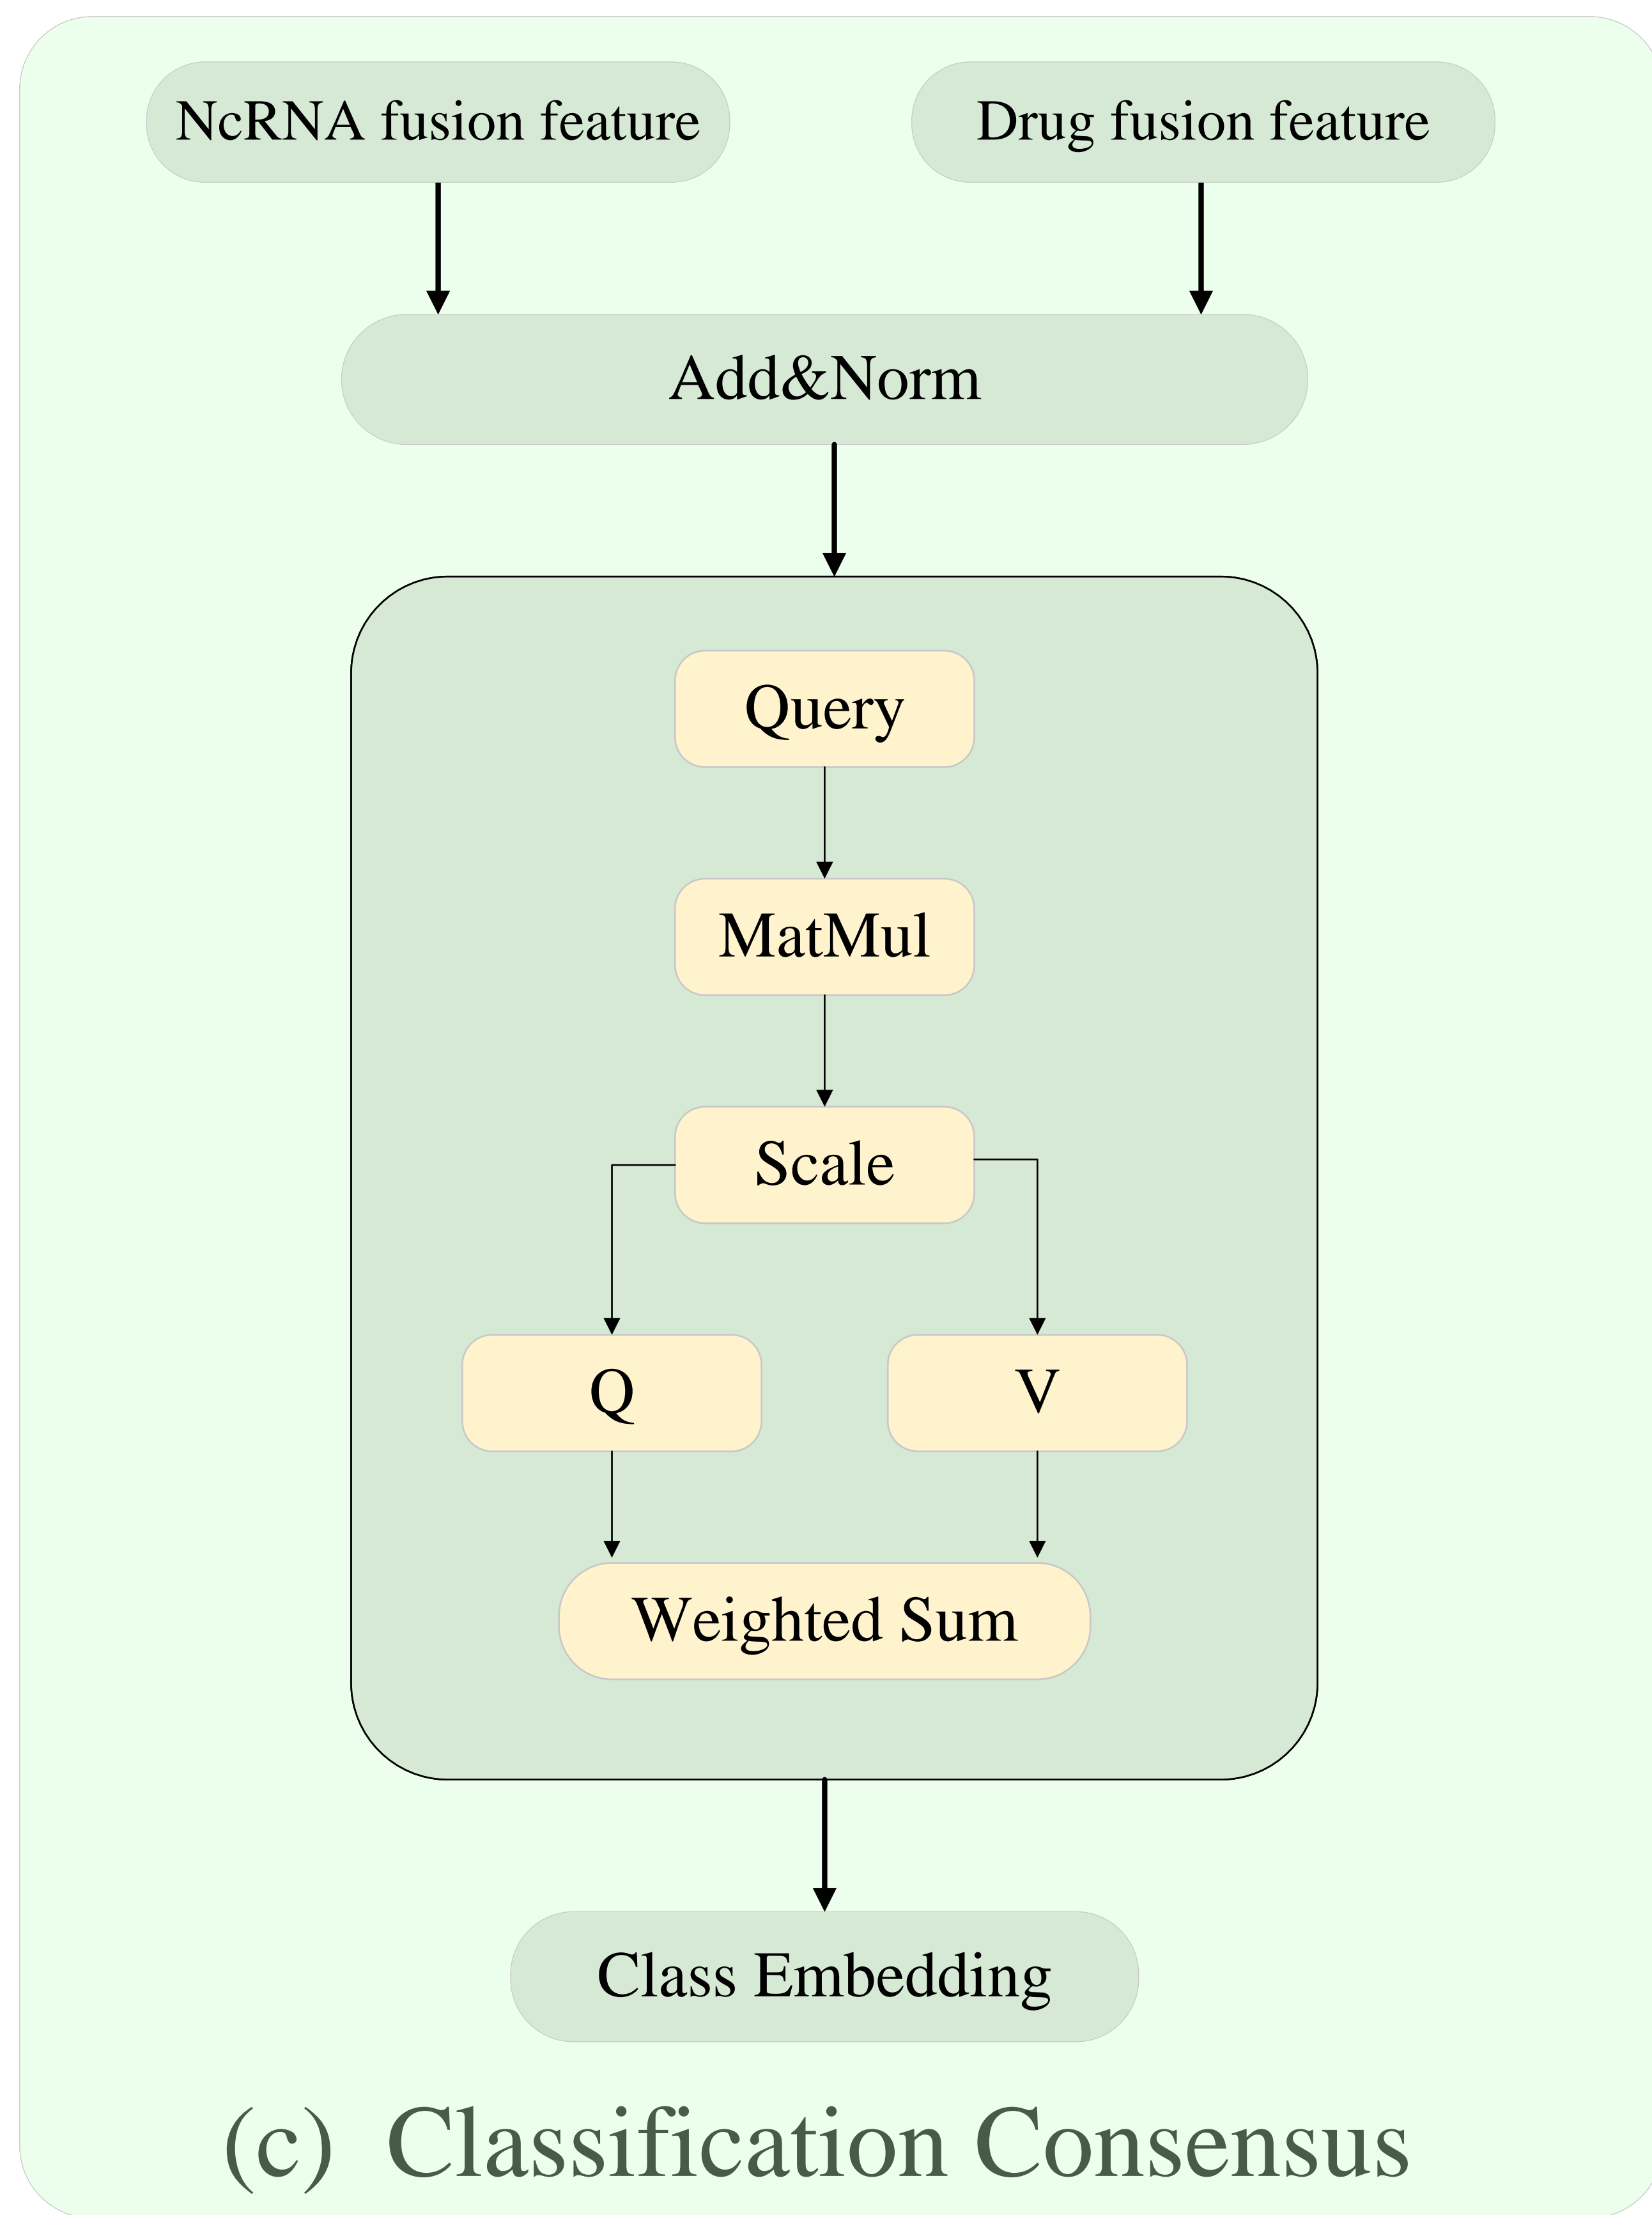 NcRNA fusion feature
Drug fusion feature
Add&Norm
Query
MatMul
Scale
Q
V
Weighted Sum
Class Embedding
(c) Classification Consensus